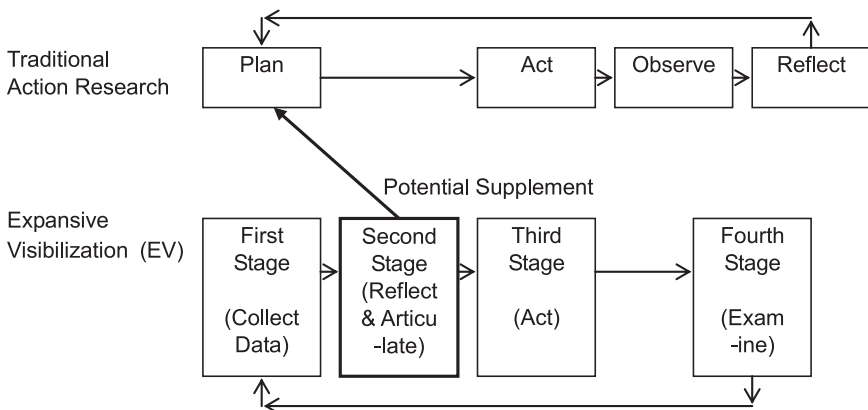 Traditional
Action Research
Plan
Act
Observe
Reflect
Potential Supplement
Expansive
Visibilization (EV)
First
Stage
(Collect
Data)
Second
Stage
(Reflect
& Articu
-late)
Third
Stage
(Act)
Fourth
Stage
(Exam
-ine)